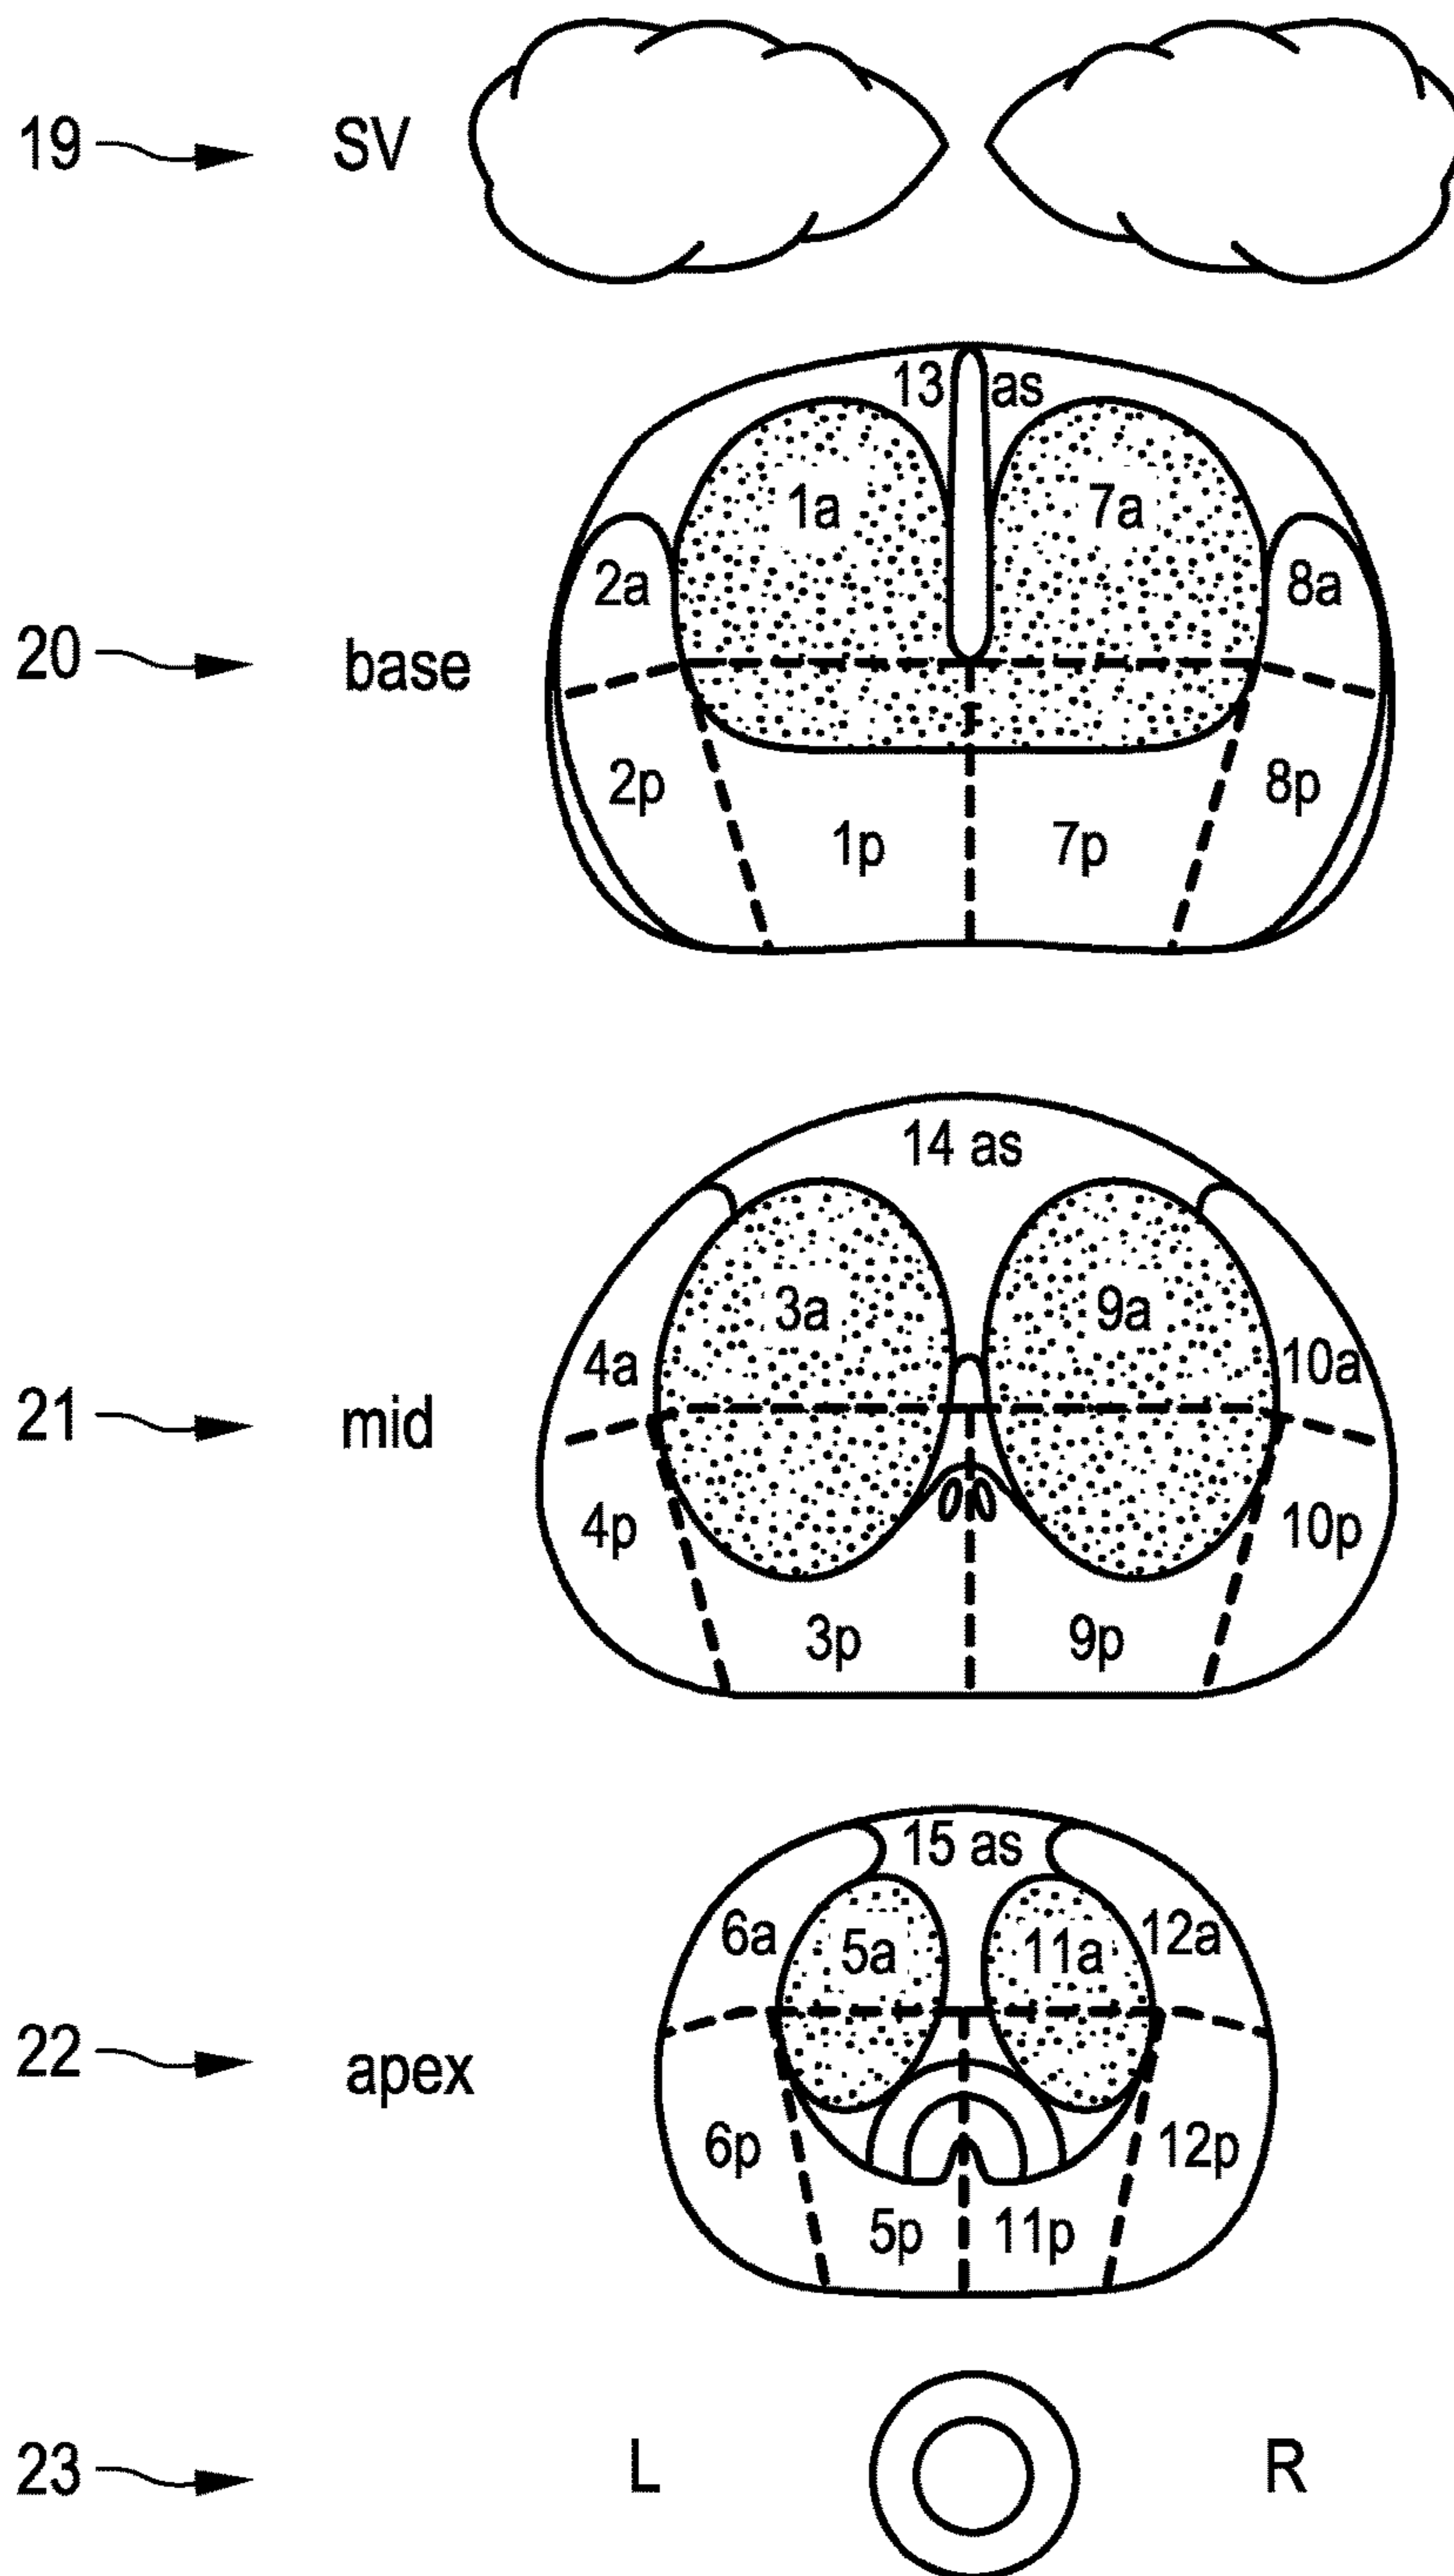 19 SV
13 as
1a 7a
2a 8a
20 base
2p 8p
1p 7p
14 as
3a 9a
4a 10a
21 mid
4p 10p
3p 9p
15 as
6a 5a 11a 12a
22 apex
6p 12p
5p 11p
23 L R